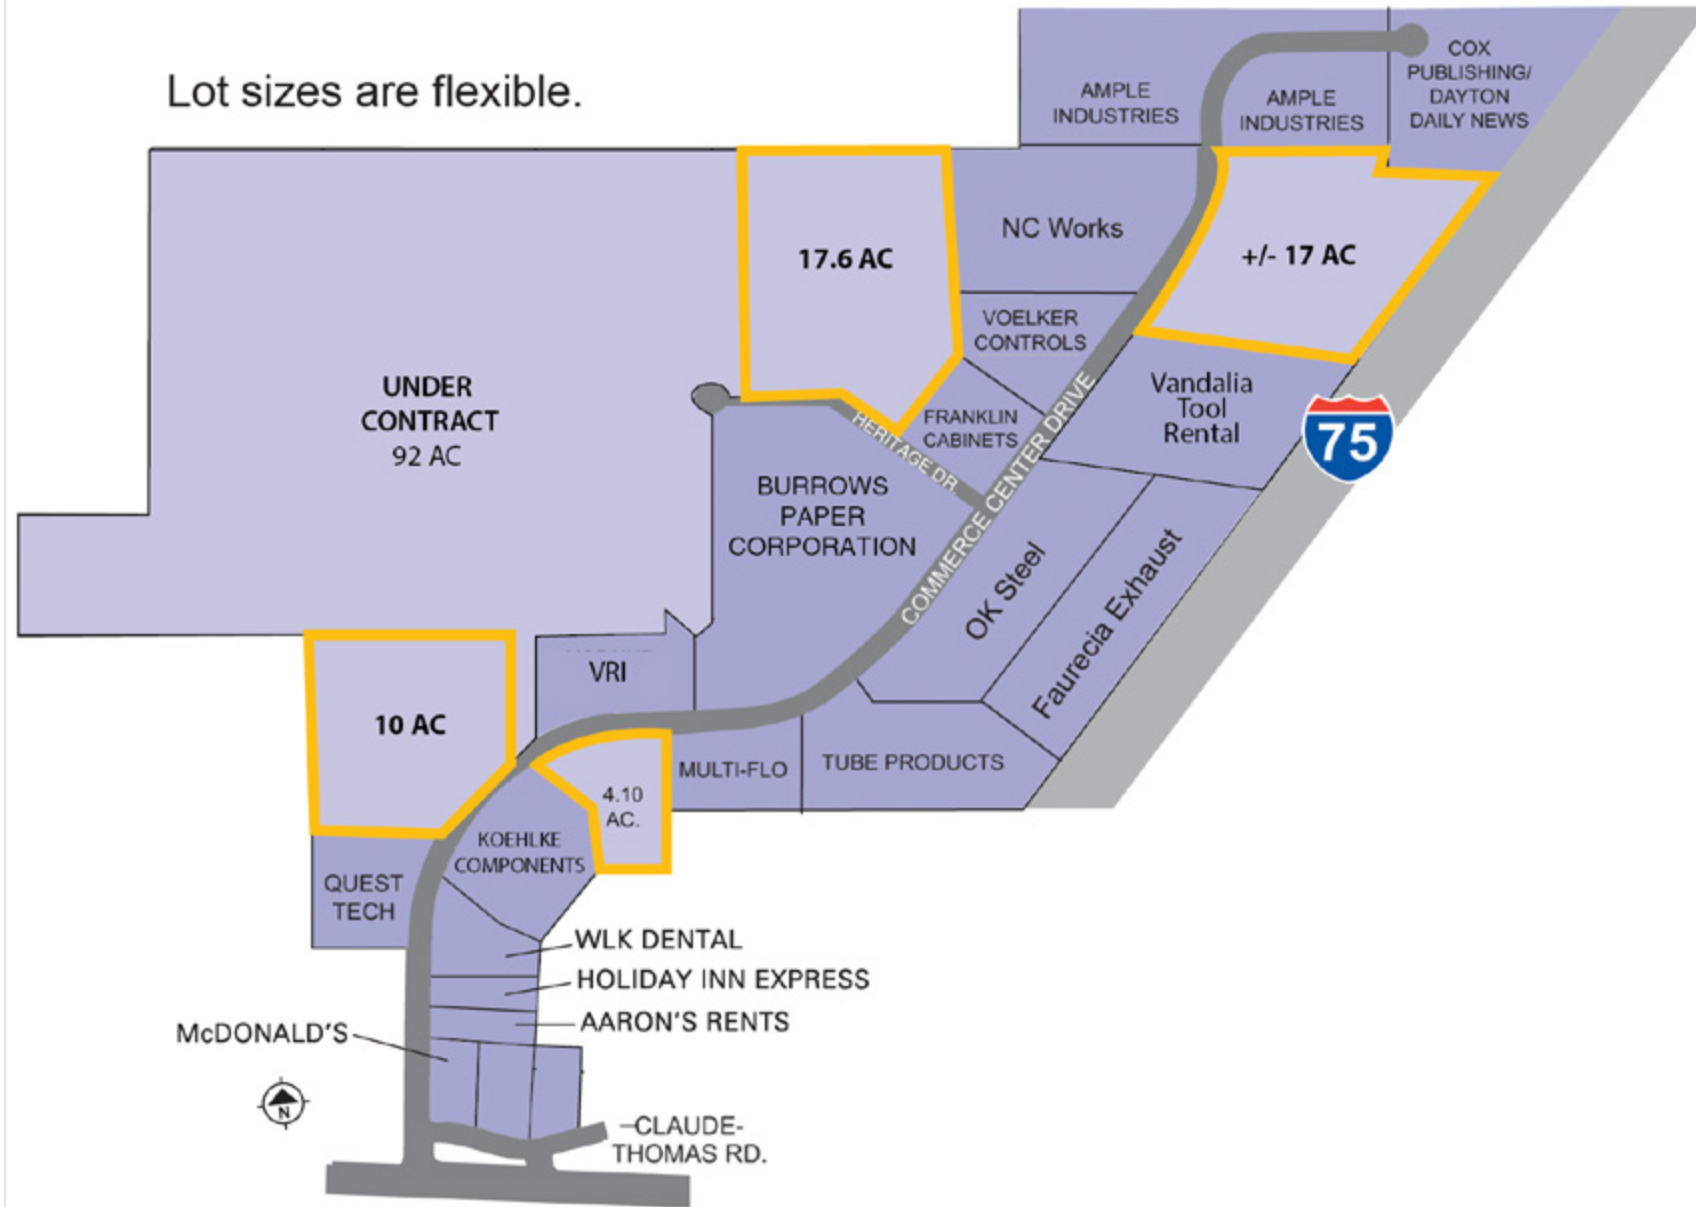 Lot sizes are flexible.
AMPLE
INDUSTRIES
AMPLE
INDUSTRIES
COX
PUBLISHING/
DAYTON
DAILY NEWS
NC Works
17.6 AC
+/- 17 AC
VOELKER
CONTROLS
UNDER
CONTRACT
92 AC
HERITAGE DR.
FRANKLIN
CABINETS
COMMERCE CENTER DRIVE
Vandalia
Tool
Rental
75
BURROWS
PAPER
CORPORATION
OK Steel
Faurecia Exhaust
VRI
10 AC
4.10
AC.
MULTI-FLO
TUBE PRODUCTS
KOEHLKE
COMPONENTS
QUEST
TECH
WLK DENTAL
HOLIDAY INN EXPRESS
AARON'S RENTS
McDONALD'S
N
CLAUDE-
THOMAS RD.